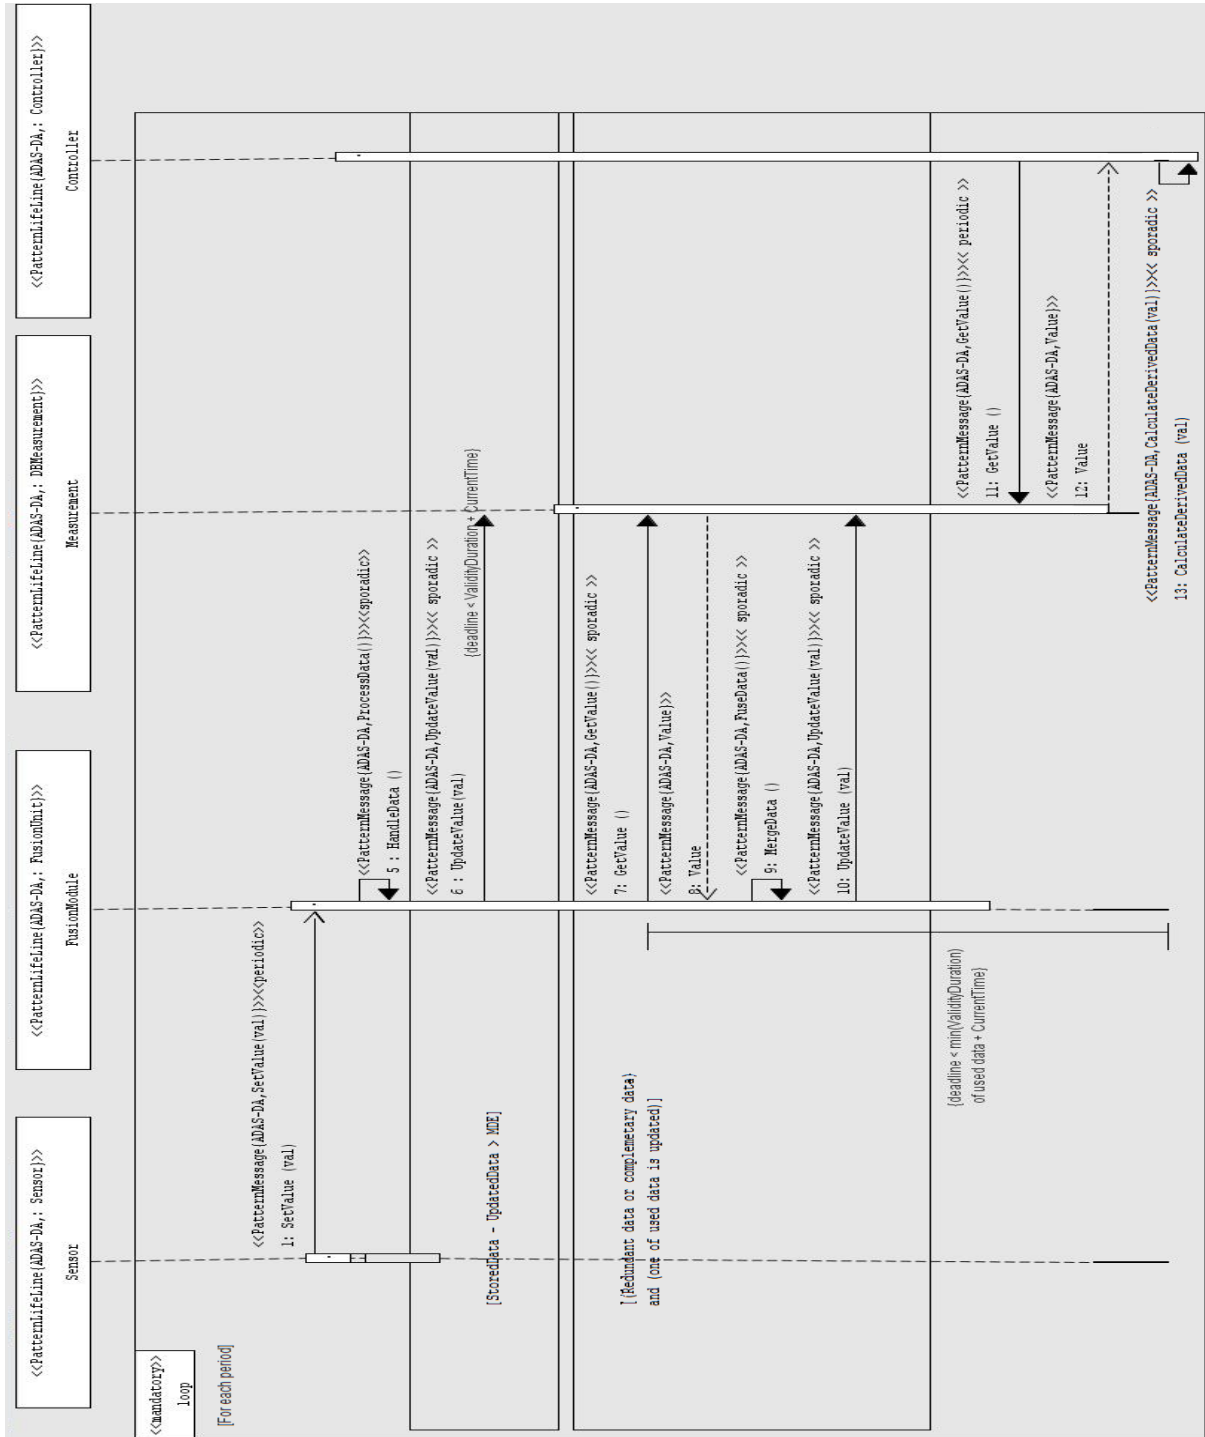 <<PatternLifeLine{ADAS-DA,: Sensor}>>
Sensor
<<PatternLifeLine{ADAS-DA,: FusionUnit}>>
FusionModule
<<PatternLifeLine{ADAS-DA,: DBMeasurement}>>
Measurement
<<PatternLifeLine{ADAS-DA,: Controller}>>
Controller
<<mandatory>>
loop
[For each period]
<<PatternMessage{ADAS-DA,SetValue(val)}>><<periodic>>
1: SetValue (val)
<<PatternMessage{ADAS-DA,ProcessData()}>><<sporadic>>
5 : HandleData ()
<<PatternMessage{ADAS-DA,UpdateValue(val)}>><< sporadic >>
6 : UpdateValue(val)
{deadline < ValidityDuration + CurrentTime}
[StoredData - UpdatedData > MDE]
<<PatternMessage{ADAS-DA,GetValue()}>><< sporadic >>
7: GetValue ()
[(Redundant data or complemetary data)
and (one of used data is updated)]
<<PatternMessage{ADAS-DA,Value}>>
8: Value
<<PatternMessage{ADAS-DA,FuseData()}>><< sporadic >>
9: MergeData ()
<<PatternMessage{ADAS-DA,UpdateValue(val)}>><< sporadic >>
10: UpdateValue (val)
{deadline < min(ValidityDuration)
of used data + CurrentTime}
<<PatternMessage{ADAS-DA,GetValue()}>><< periodic >>
11: GetValue ()
<<PatternMessage{ADAS-DA,Value}>>
12: Value
<<PatternMessage{ADAS-DA,CalculateDerivedData(val)}>><< sporadic >>
13: CalculateDerivedData (val)